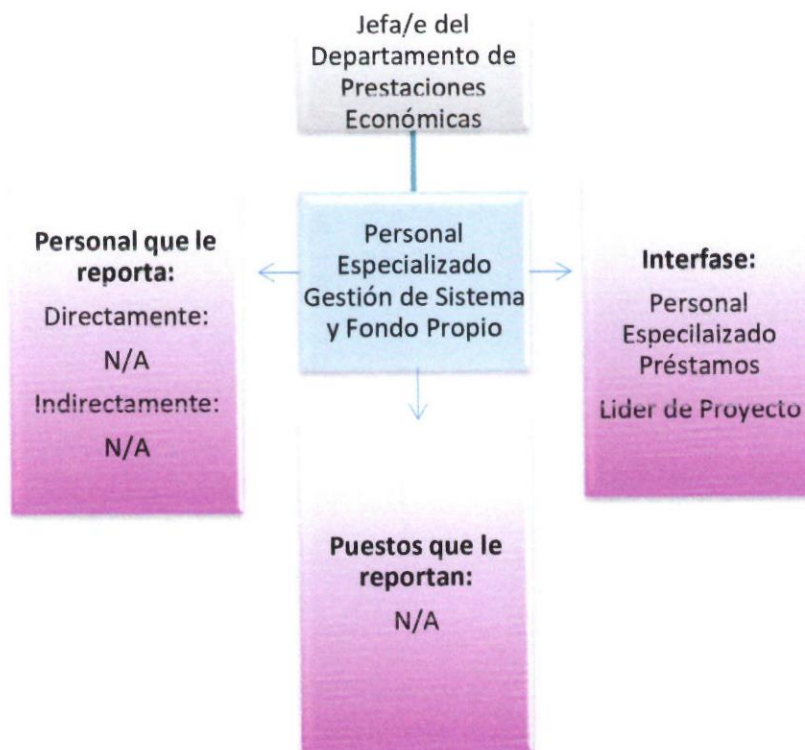 Jefa/e del
Departamento de
Prestaciones
Económicas
Personal
Especializado
Gestión de Sistema
y Fondo Propio
Personal que le
reporta:
Directamente:
N/A
Indirectamente:
N/A
Interfase:
Personal
Especilaizado
Préstamos
Lider de Proyecto
Puestos que le
reportan:
N/A